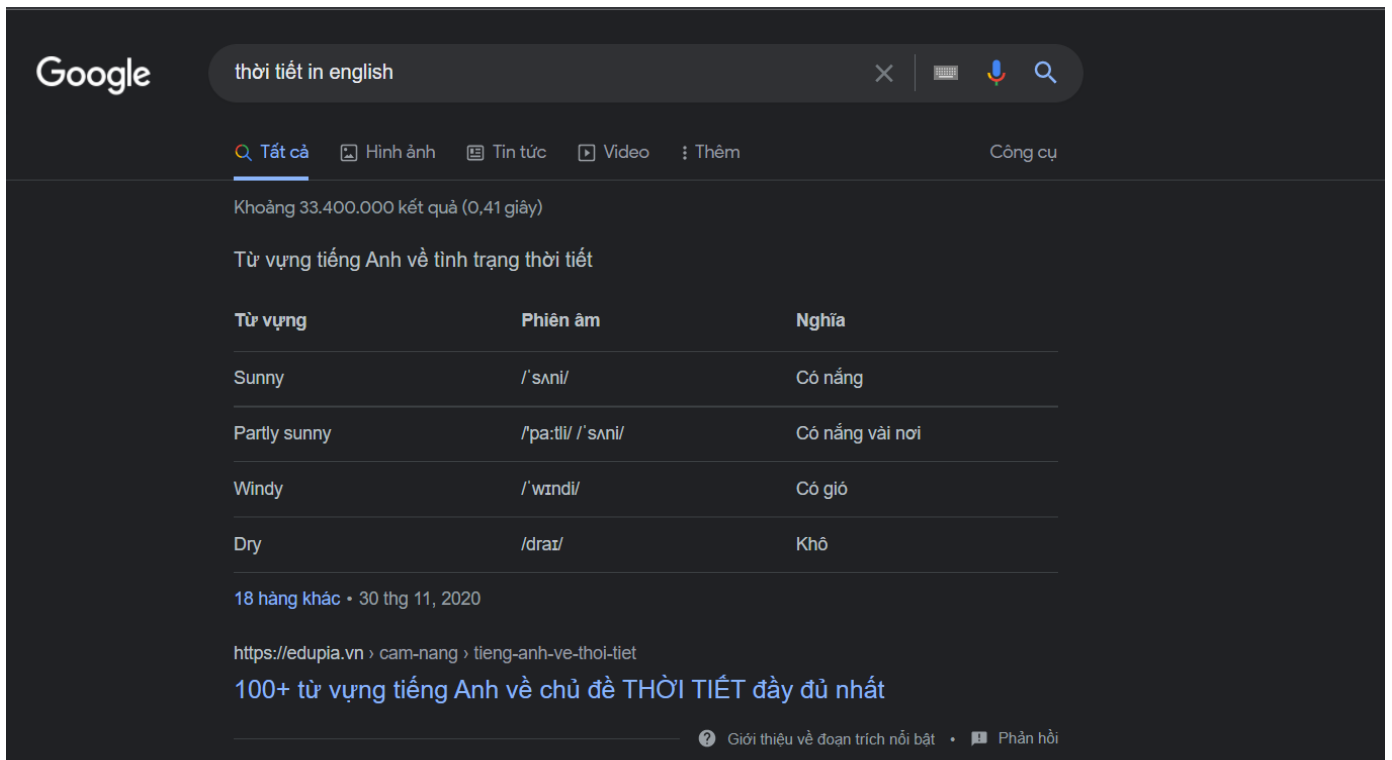 Google
thời tiết in english
Tất cả Hình ảnh Tin tức Video Thêm Công cụ
Khoảng 33.400.000 kết quả (0,41 giây)
Từ vựng tiếng Anh về tình trạng thời tiết
Từ vựng Phiên âm Nghĩa
Sunny /ˈsʌni/ Có nắng
Partly sunny /'pa:tli/ /ˈsʌni/ Có nắng vài nơi
Windy /ˈwɪndi/ Có gió
Dry /draɪ/ Khô
18 hàng khác • 30 thg 11, 2020
https://edupia.vn › cam-nang › tieng-anh-ve-thoi-tiet
100+ từ vựng tiếng Anh về chủ đề THỜI TIẾT đầy đủ nhất
Giới thiệu về đoạn trích nổi bật • Phản hồi